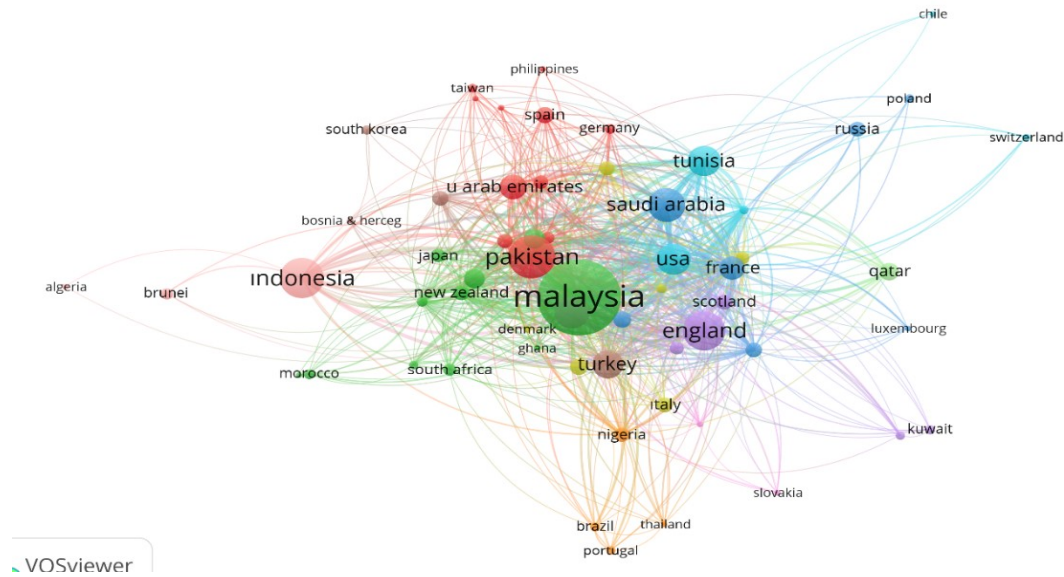 chile
philippines
taiwan
poland
spain
germany
south korea
russia
switzerland
tunisia
u arab emirates
saudi arabia
bosnia & herceg
japan
pakistan
usa
france
qatar
ındonesia
algeria
brunei
new zealand
malaysia
scotland
denmark
england
luxembourg
ghana
turkey
morocco
south africa
ıtaly
nigeria
kuwait
slovakia
brazil
thailand
portugal
VOSviewer